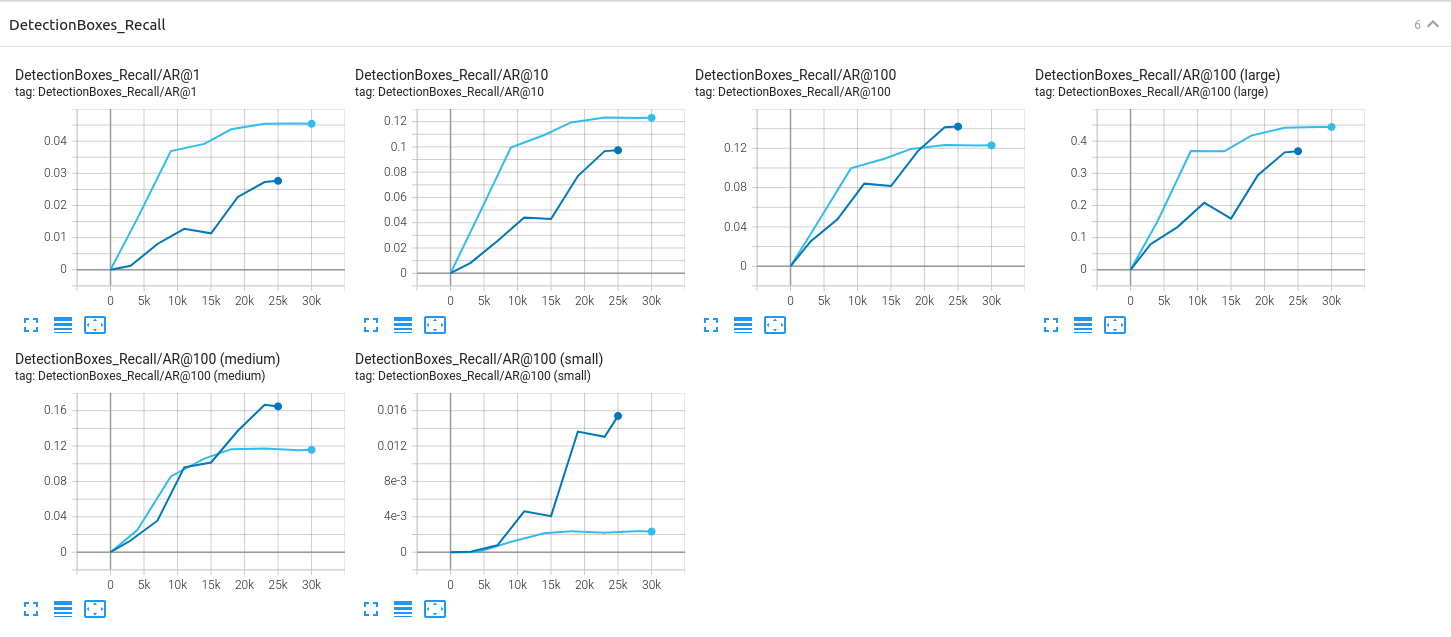 DetectionBoxes_Recall
6
DetectionBoxes_Recall/AR@1
tag: DetectionBoxes_Recall/AR@1
0.04
0.03
0.02
0.01
0
0 5k 10k 15k 20k 25k 30k
DetectionBoxes_Recall/AR@10
tag: DetectionBoxes_Recall/AR@10
0.12
0.1
0.08
0.06
0.04
0.02
0
0 5k 10k 15k 20k 25k 30k
DetectionBoxes_Recall/AR@100
tag: DetectionBoxes_Recall/AR@100
0.12
0.08
0.04
0
0 5k 10k 15k 20k 25k 30k
DetectionBoxes_Recall/AR@100 (large)
tag: DetectionBoxes_Recall/AR@100 (large)
0.4
0.3
0.2
0.1
0
0 5k 10k 15k 20k 25k 30k
DetectionBoxes_Recall/AR@100 (medium)
tag: DetectionBoxes_Recall/AR@100 (medium)
0.16
0.12
0.08
0.04
0
0 5k 10k 15k 20k 25k 30k
DetectionBoxes_Recall/AR@100 (small)
tag: DetectionBoxes_Recall/AR@100 (small)
0.016
0.012
8e-3
4e-3
0
0 5k 10k 15k 20k 25k 30k